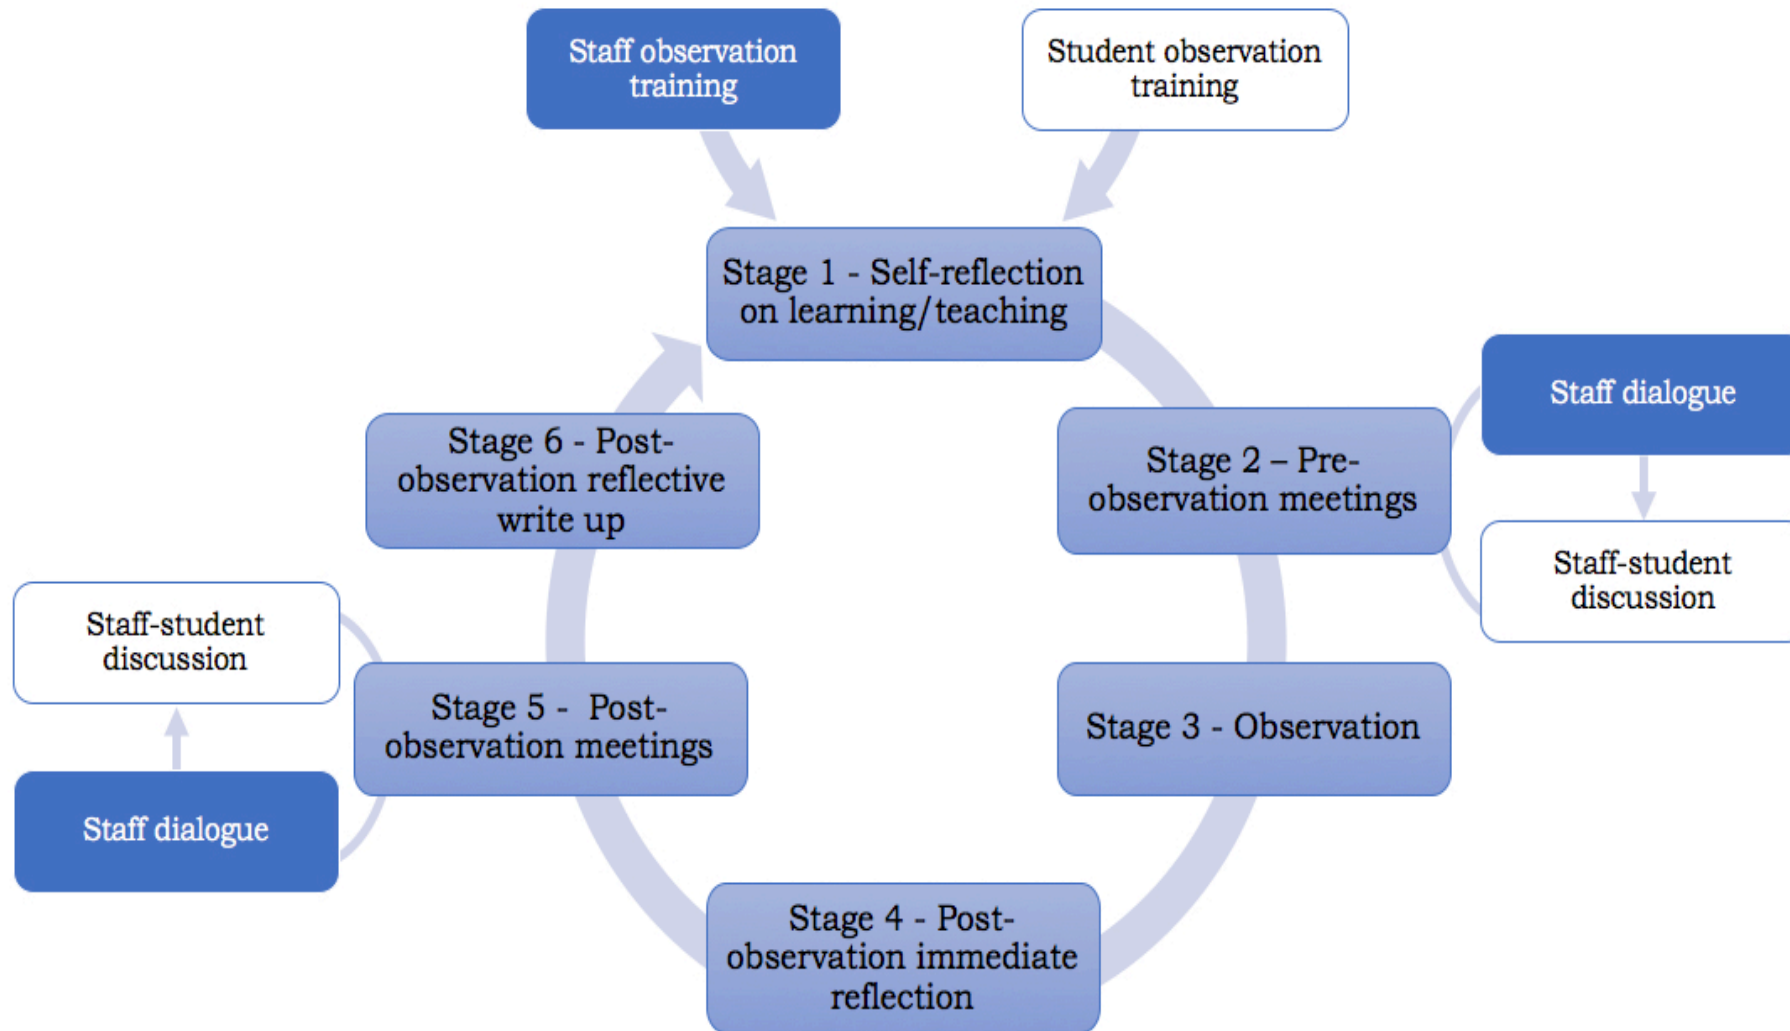 Staff observation
training
Student observation
training
Stage 1 - Self-reflection
on learning/teaching
Staff dialogue
Stage 2 – Pre-
observation meetings
Staff-student
discussion
Stage 3 - Observation
Stage 4 - Post-
observation immediate
reflection
Stage 5 -  Post-
observation meetings
Staff-student
discussion
Staff dialogue
Stage 6 - Post-
observation reflective
write up